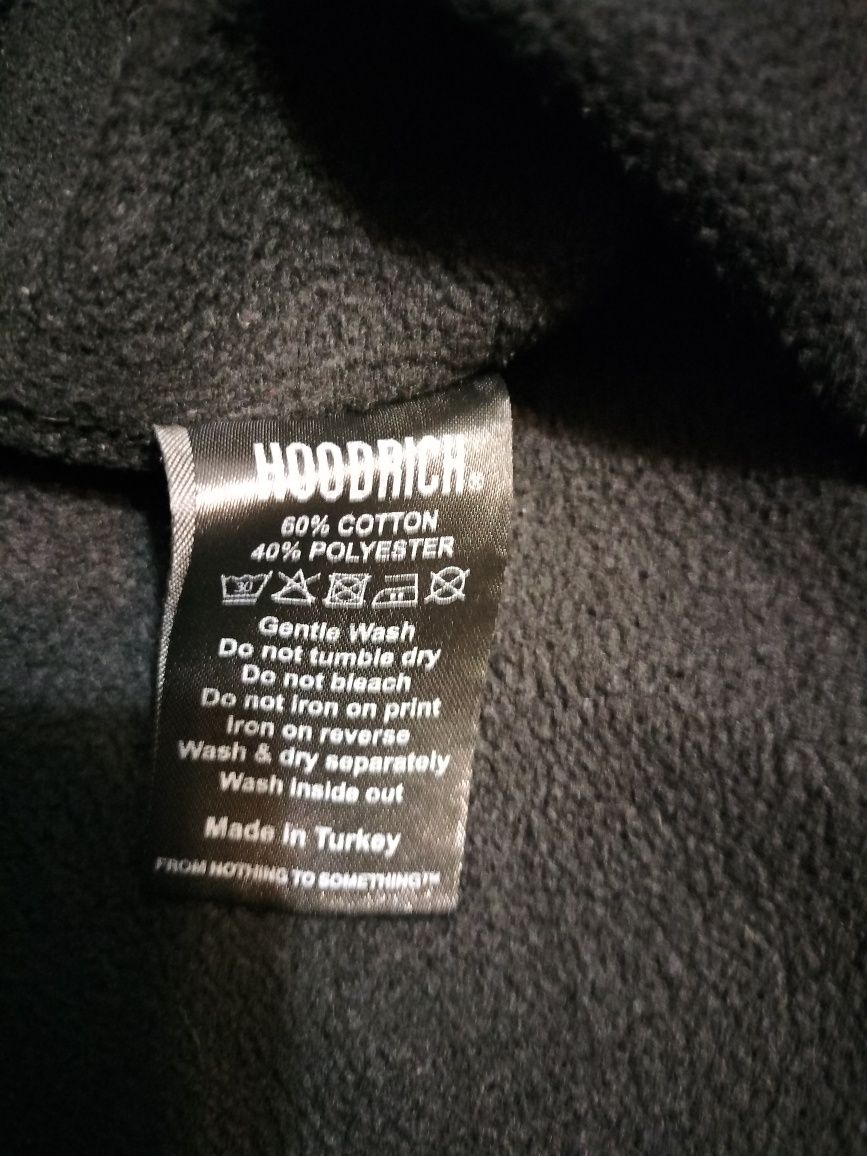 HOODRICH®
60% COTTON
40% POLYESTER
30
Gentle Wash
Do not tumble dry
Do not bleach
Do not iron on print
Iron on reverse
Wash & dry separately
Wash inside out
Made in Turkey
FROM NOTHING TO SOMETHING™